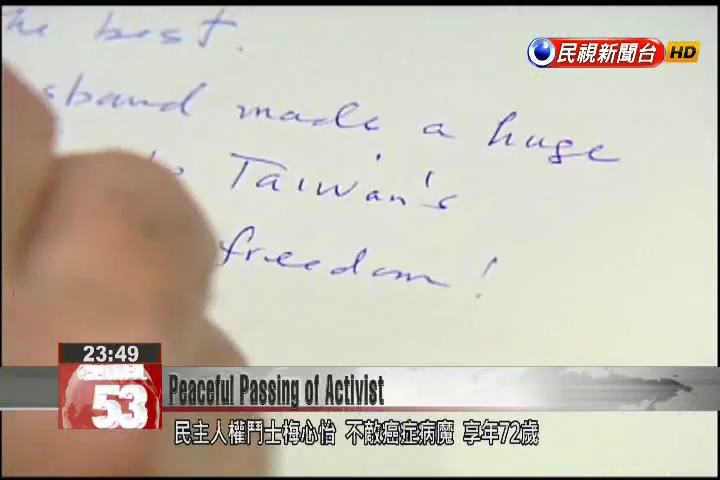 the best.
民視新聞台 HD
sband made a huge
Taiwan's
freedom!
23:49
53
Peaceful Passing of Activist
民主人權鬥士梅心怡 不敵癌症病魔 享年72歲